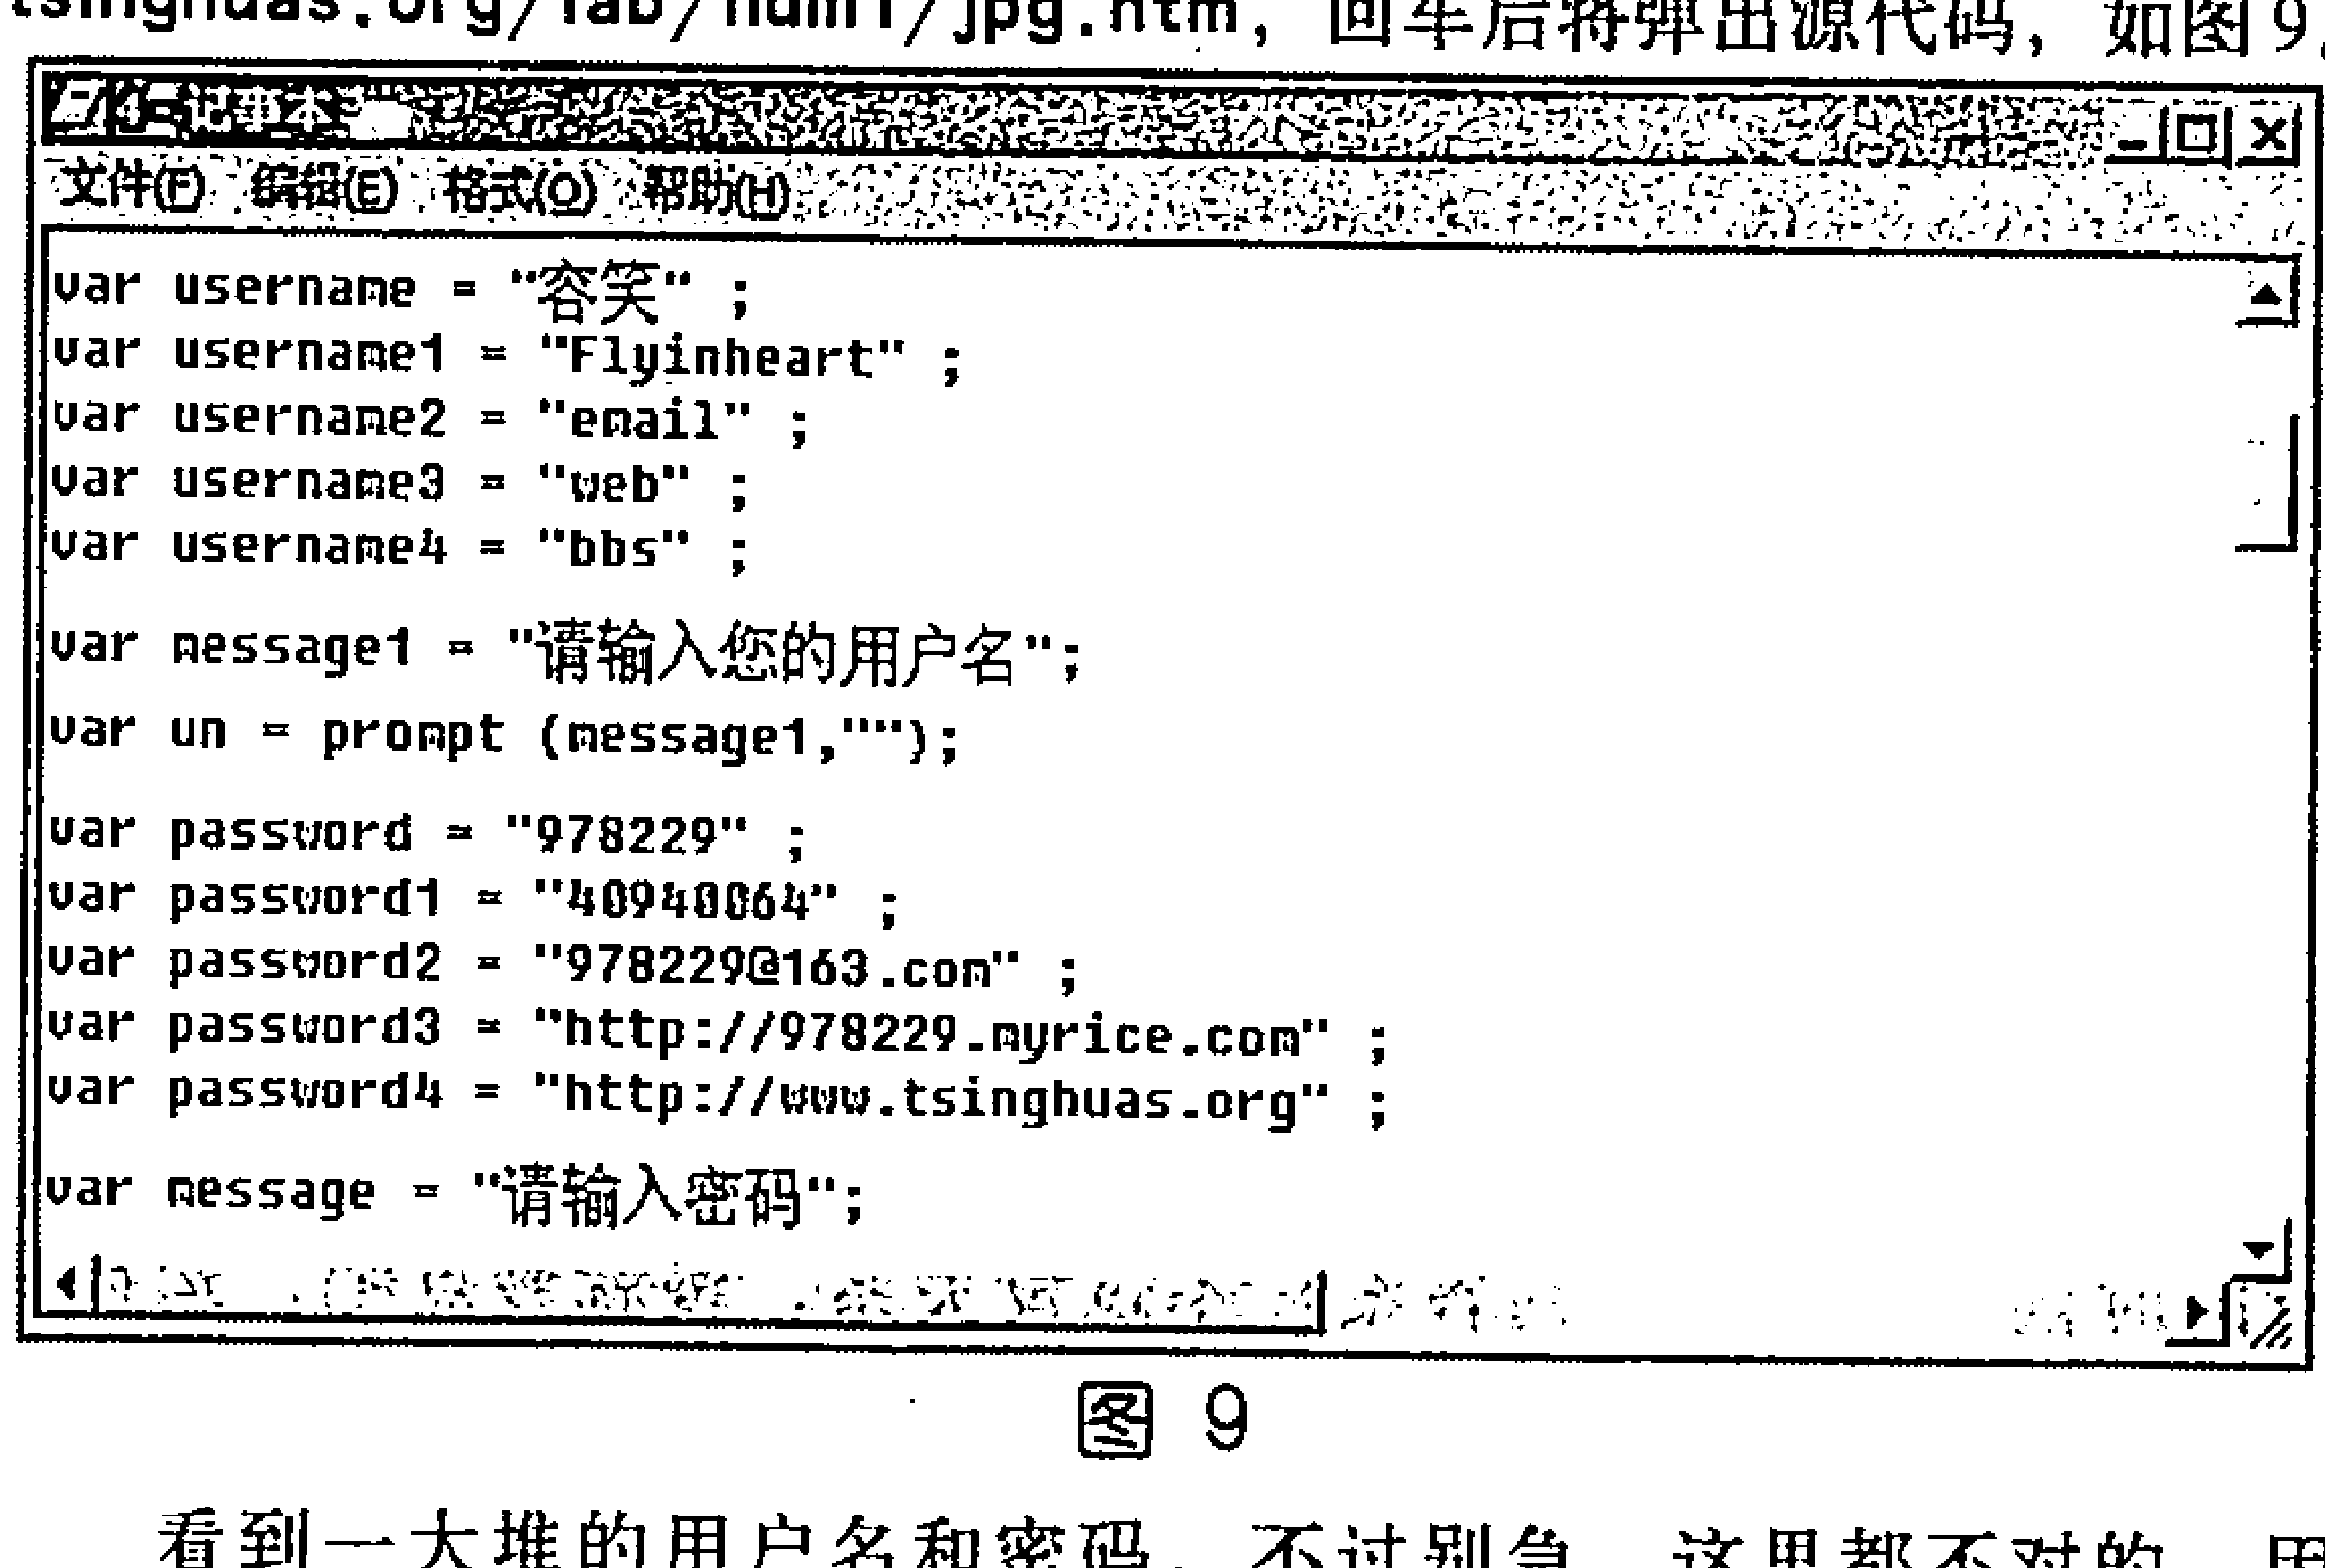 tsinghuas.org/lab/hdm1/jpg.htm, 回车后将弹出源代码, 如图9.
记事本
文件(F) 编辑(E) 格式(O) 帮助(H)
var username = "容笑" ;
var username1 = "Flyinheart" ;
var username2 = "email" ;
var username3 = "web" ;
var username4 = "bbs" ;
var message1 = "请输入您的用户名";
var un = prompt (message1,"");
var password = "978229" ;
var password1 = "40940064" ;
var password2 = "978229@163.com" ;
var password3 = "http://978229.myrice.com" ;
var password4 = "http://www.tsinghuas.org" ;
var message = "请输入密码";
图 9
看到一大堆的用户名和密码, 不过别急, 这里都不对的, 用